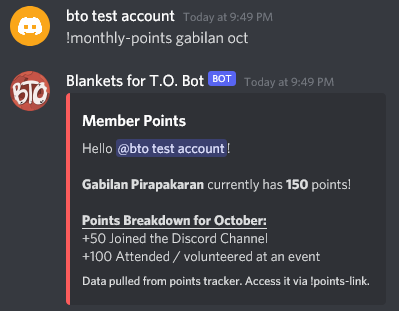 bto test account Today at 9:49 PM
!monthly-points gabilan oct
BTO
Blankets for T.O. Bot BOT Today at 9:49 PM
Member Points
Hello @bto test account!
Gabilan Pirapakaran currently has 150 points!
Points Breakdown for October:
+50 Joined the Discord Channel
+100 Attended / volunteered at an event
Data pulled from points tracker. Access it via !points-link.